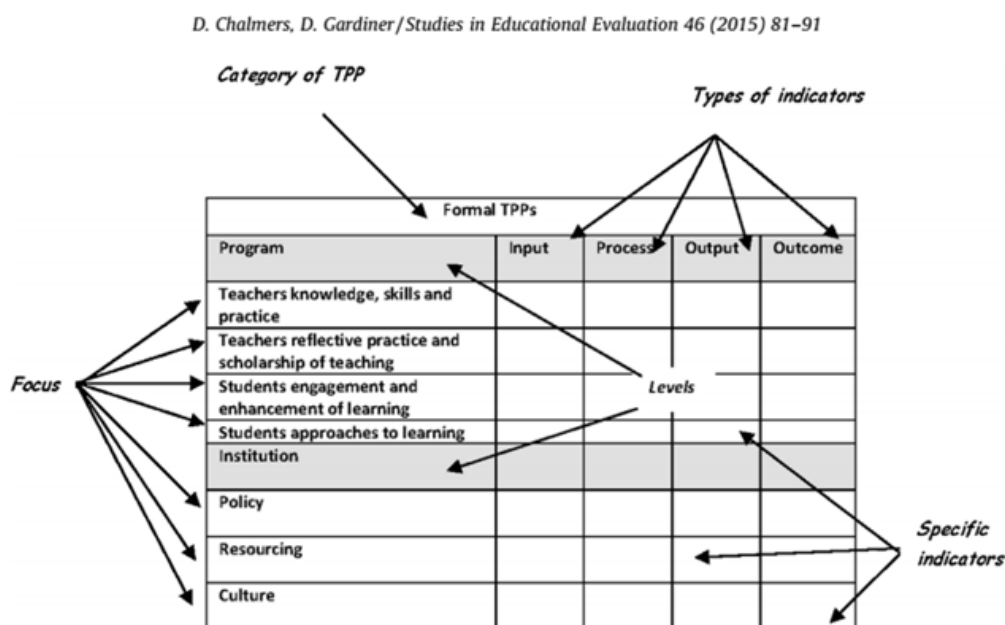 D. Chalmers, D. Gardiner / Studies in Educational Evaluation 46 (2015) 81–91
Category of TPP
Types of indicators
Formal TPPs
Program Input Process Output Outcome
Teachers knowledge, skills and
practice
Teachers reflective practice and
scholarship of teaching
Focus
Students engagement and
enhancement of learning
Levels
Students approaches to learning
Institution
Policy
Specific
indicators
Resourcing
Culture